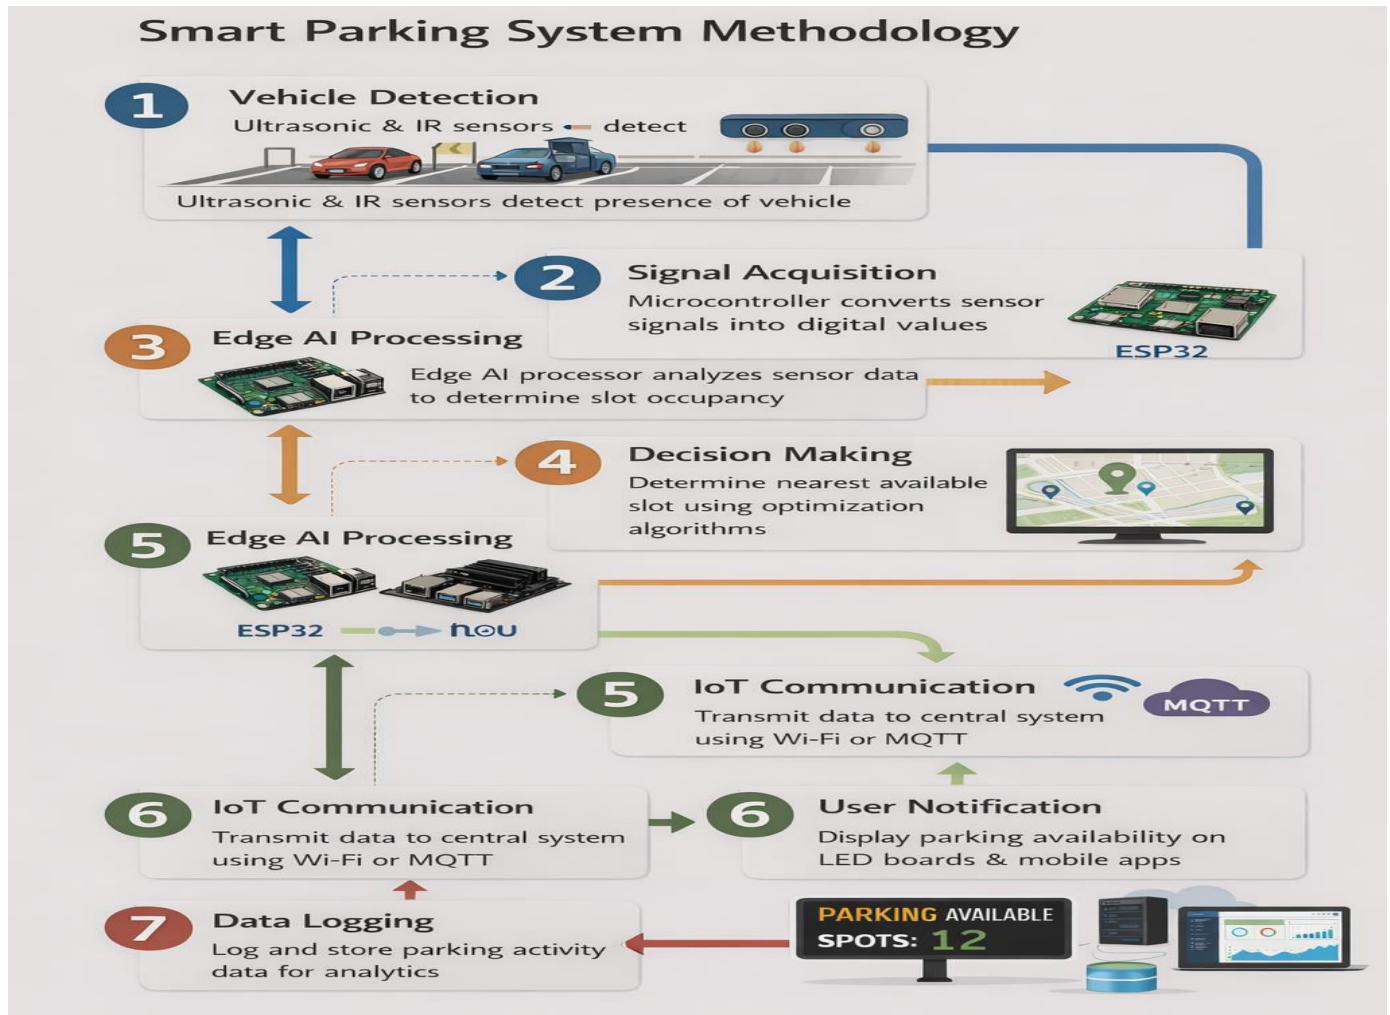 Smart Parking System Methodology
1
Vehicle Detection
Ultrasonic & IR sensors detect
Ultrasonic & IR sensors detect presence of vehicle
2
Signal Acquisition
Microcontroller converts sensor
signals into digital values
ESP32
3
Edge AI Processing
Edge AI processor analyzes sensor data
to determine slot occupancy
4
Decision Making
Determine nearest available
slot using optimization
algorithms
5
Edge AI Processing
ESP32
5
IoT Communication
Transmit data to central system
using Wi-Fi or MQTT
MQTT
6
IoT Communication
Transmit data to central system
using Wi-Fi or MQTT
6
User Notification
Display parking availability on
LED boards & mobile apps
7
Data Logging
Log and store parking activity
data for analytics
PARKING AVAILABLE
SPOTS: 12